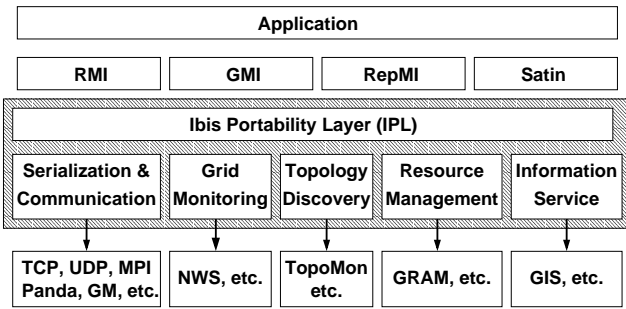 Application
RMI
GMI
RepMI
Satin
Ibis Portability Layer (IPL)
Serialization &
Communication
Grid
Monitoring
Topology
Discovery
Resource
Management
Information
Service
TCP, UDP, MPI
Panda, GM, etc.
NWS, etc.
TopoMon
etc.
GRAM, etc.
GIS, etc.